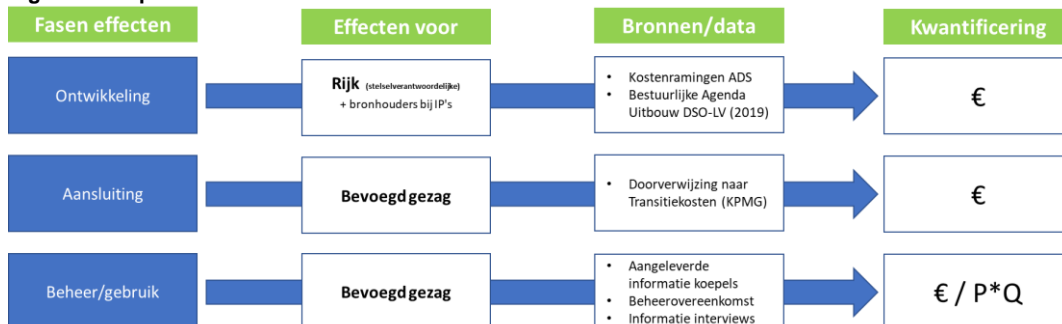 Fasen effecten
Effecten voor
Bronnen/data
Kwantificering
Ontwikkeling
Rijk (stelselverantwoordelijke)
+ bronhouders bij IP's
• Kostenramingen ADS
• Bestuurlijke Agenda
Uitbouw DSO-LV (2019)
€
Aansluiting
Bevoegd gezag
• Doorverwijzing naar
Transitiekosten (KPMG)
€
Beheer/gebruik
Bevoegd gezag
• Aangeleverde
informatie koepels
• Beheerovereenkomst
• Informatie interviews
€ / P*Q